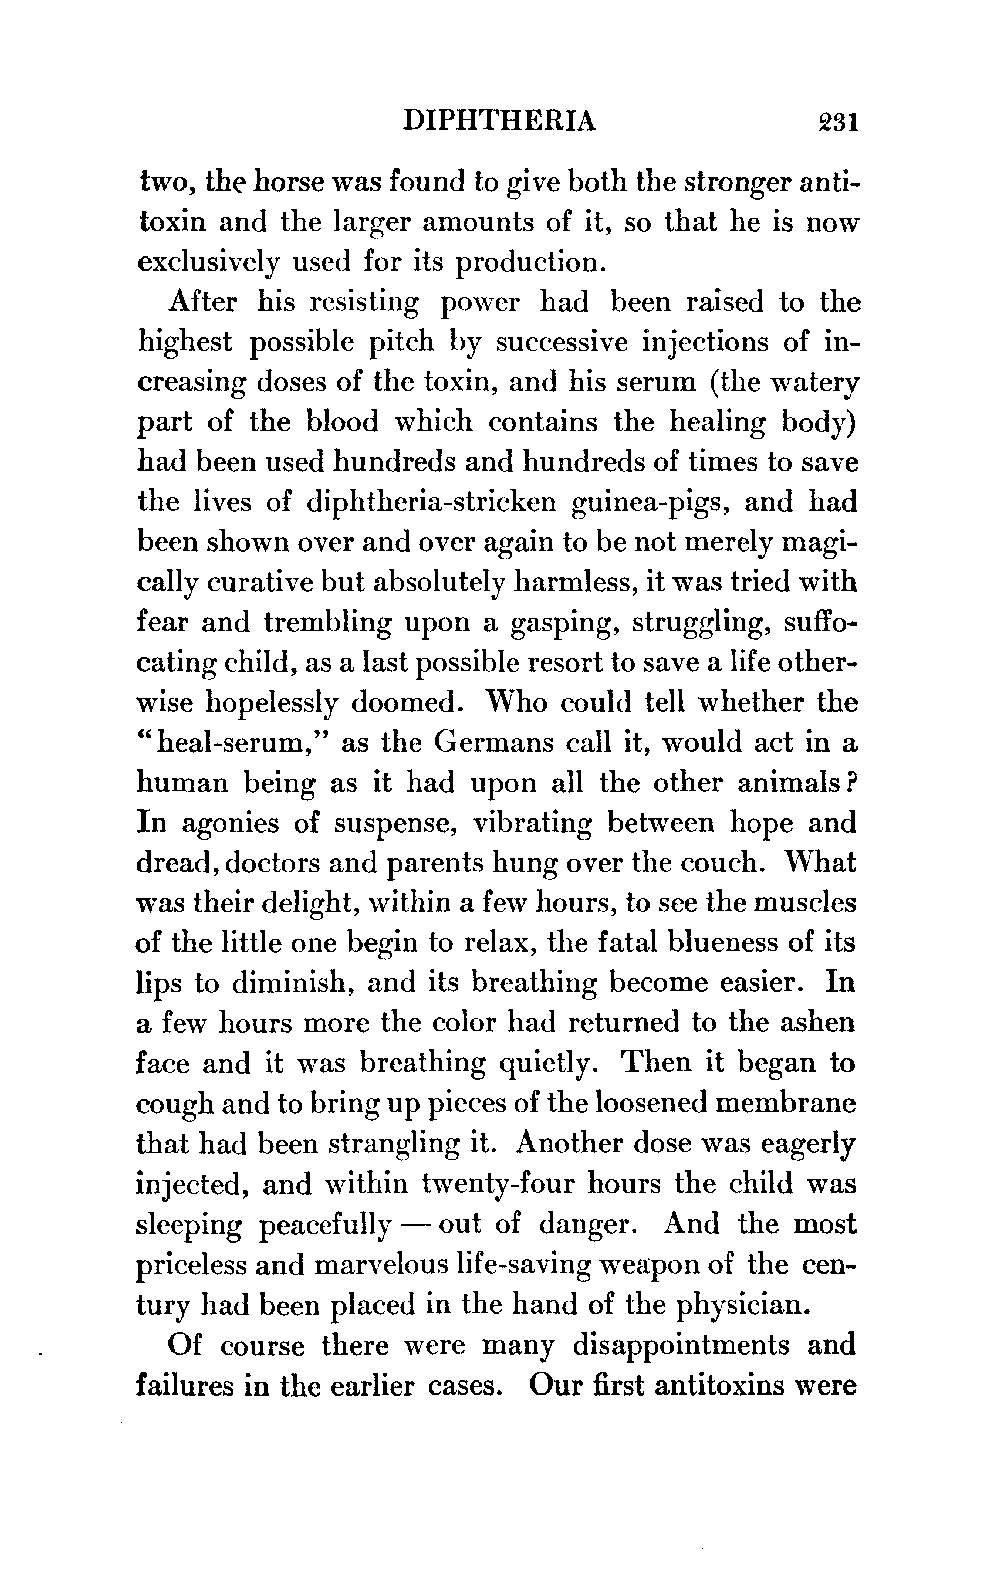 DIPHTHERIA 231
two, the horse was found to give both the stronger anti-
toxin and the larger amounts of it, so that he is now
exclusively used for its production.
After his resisting power had been raised to the
highest possible pitch by successive injections of in-
creasing doses of the toxin, and his serum (the watery
part of the blood which contains the healing body)
had been used hundreds and hundreds of times to save
the lives of diphtheria-stricken guinea-pigs, and had
been shown over and over again to be not merely magi-
cally curative but absolutely harmless, it was tried with
fear and trembling upon a gasping, struggling, suffo-
cating child, as a last possible resort to save a life other-
wise hopelessly doomed. Who could tell whether the
"heal-serum," as the Germans call it, would act in a
human being as it had upon all the other animals?
In agonies of suspense, vibrating between hope and
dread, doctors and parents hung over the couch. What
was their delight, within a few hours, to see the muscles
of the little one begin to relax, the fatal blueness of its
lips to diminish, and its breathing become easier. In
a few hours more the color had returned to the ashen
face and it was breathing quietly. Then it began to
cough and to bring up pieces of the loosened membrane
that had been strangling it. Another dose was eagerly
injected, and within twenty-four hours the child was
sleeping peacefully — out of danger. And the most
priceless and marvelous life-saving weapon of the cen-
tury had been placed in the hand of the physician.
Of course there were many disappointments and
failures in the earlier cases. Our first antitoxins were